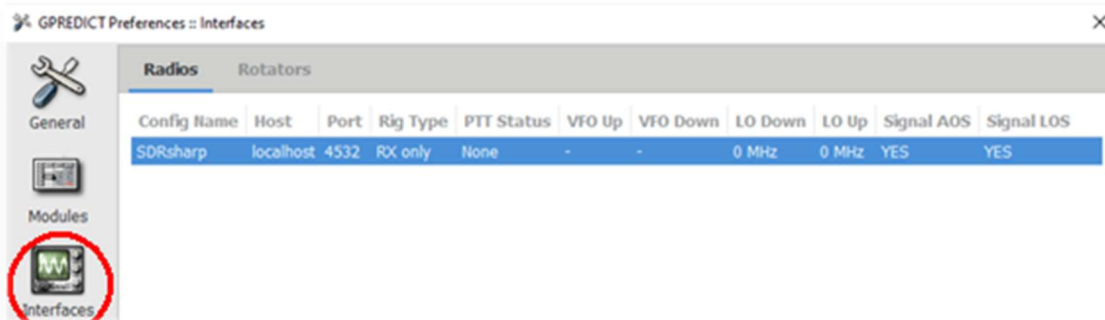 GPREDICT Preferences :: Interfaces
General
Modules
Interfaces
Radios Rotators
Config Name Host Port Rig Type PTT Status VFO Up VFO Down LO Down LO Up Signal AOS Signal LOS
SDRsharp localhost 4532 RX only None - - 0 MHz 0 MHz YES YES